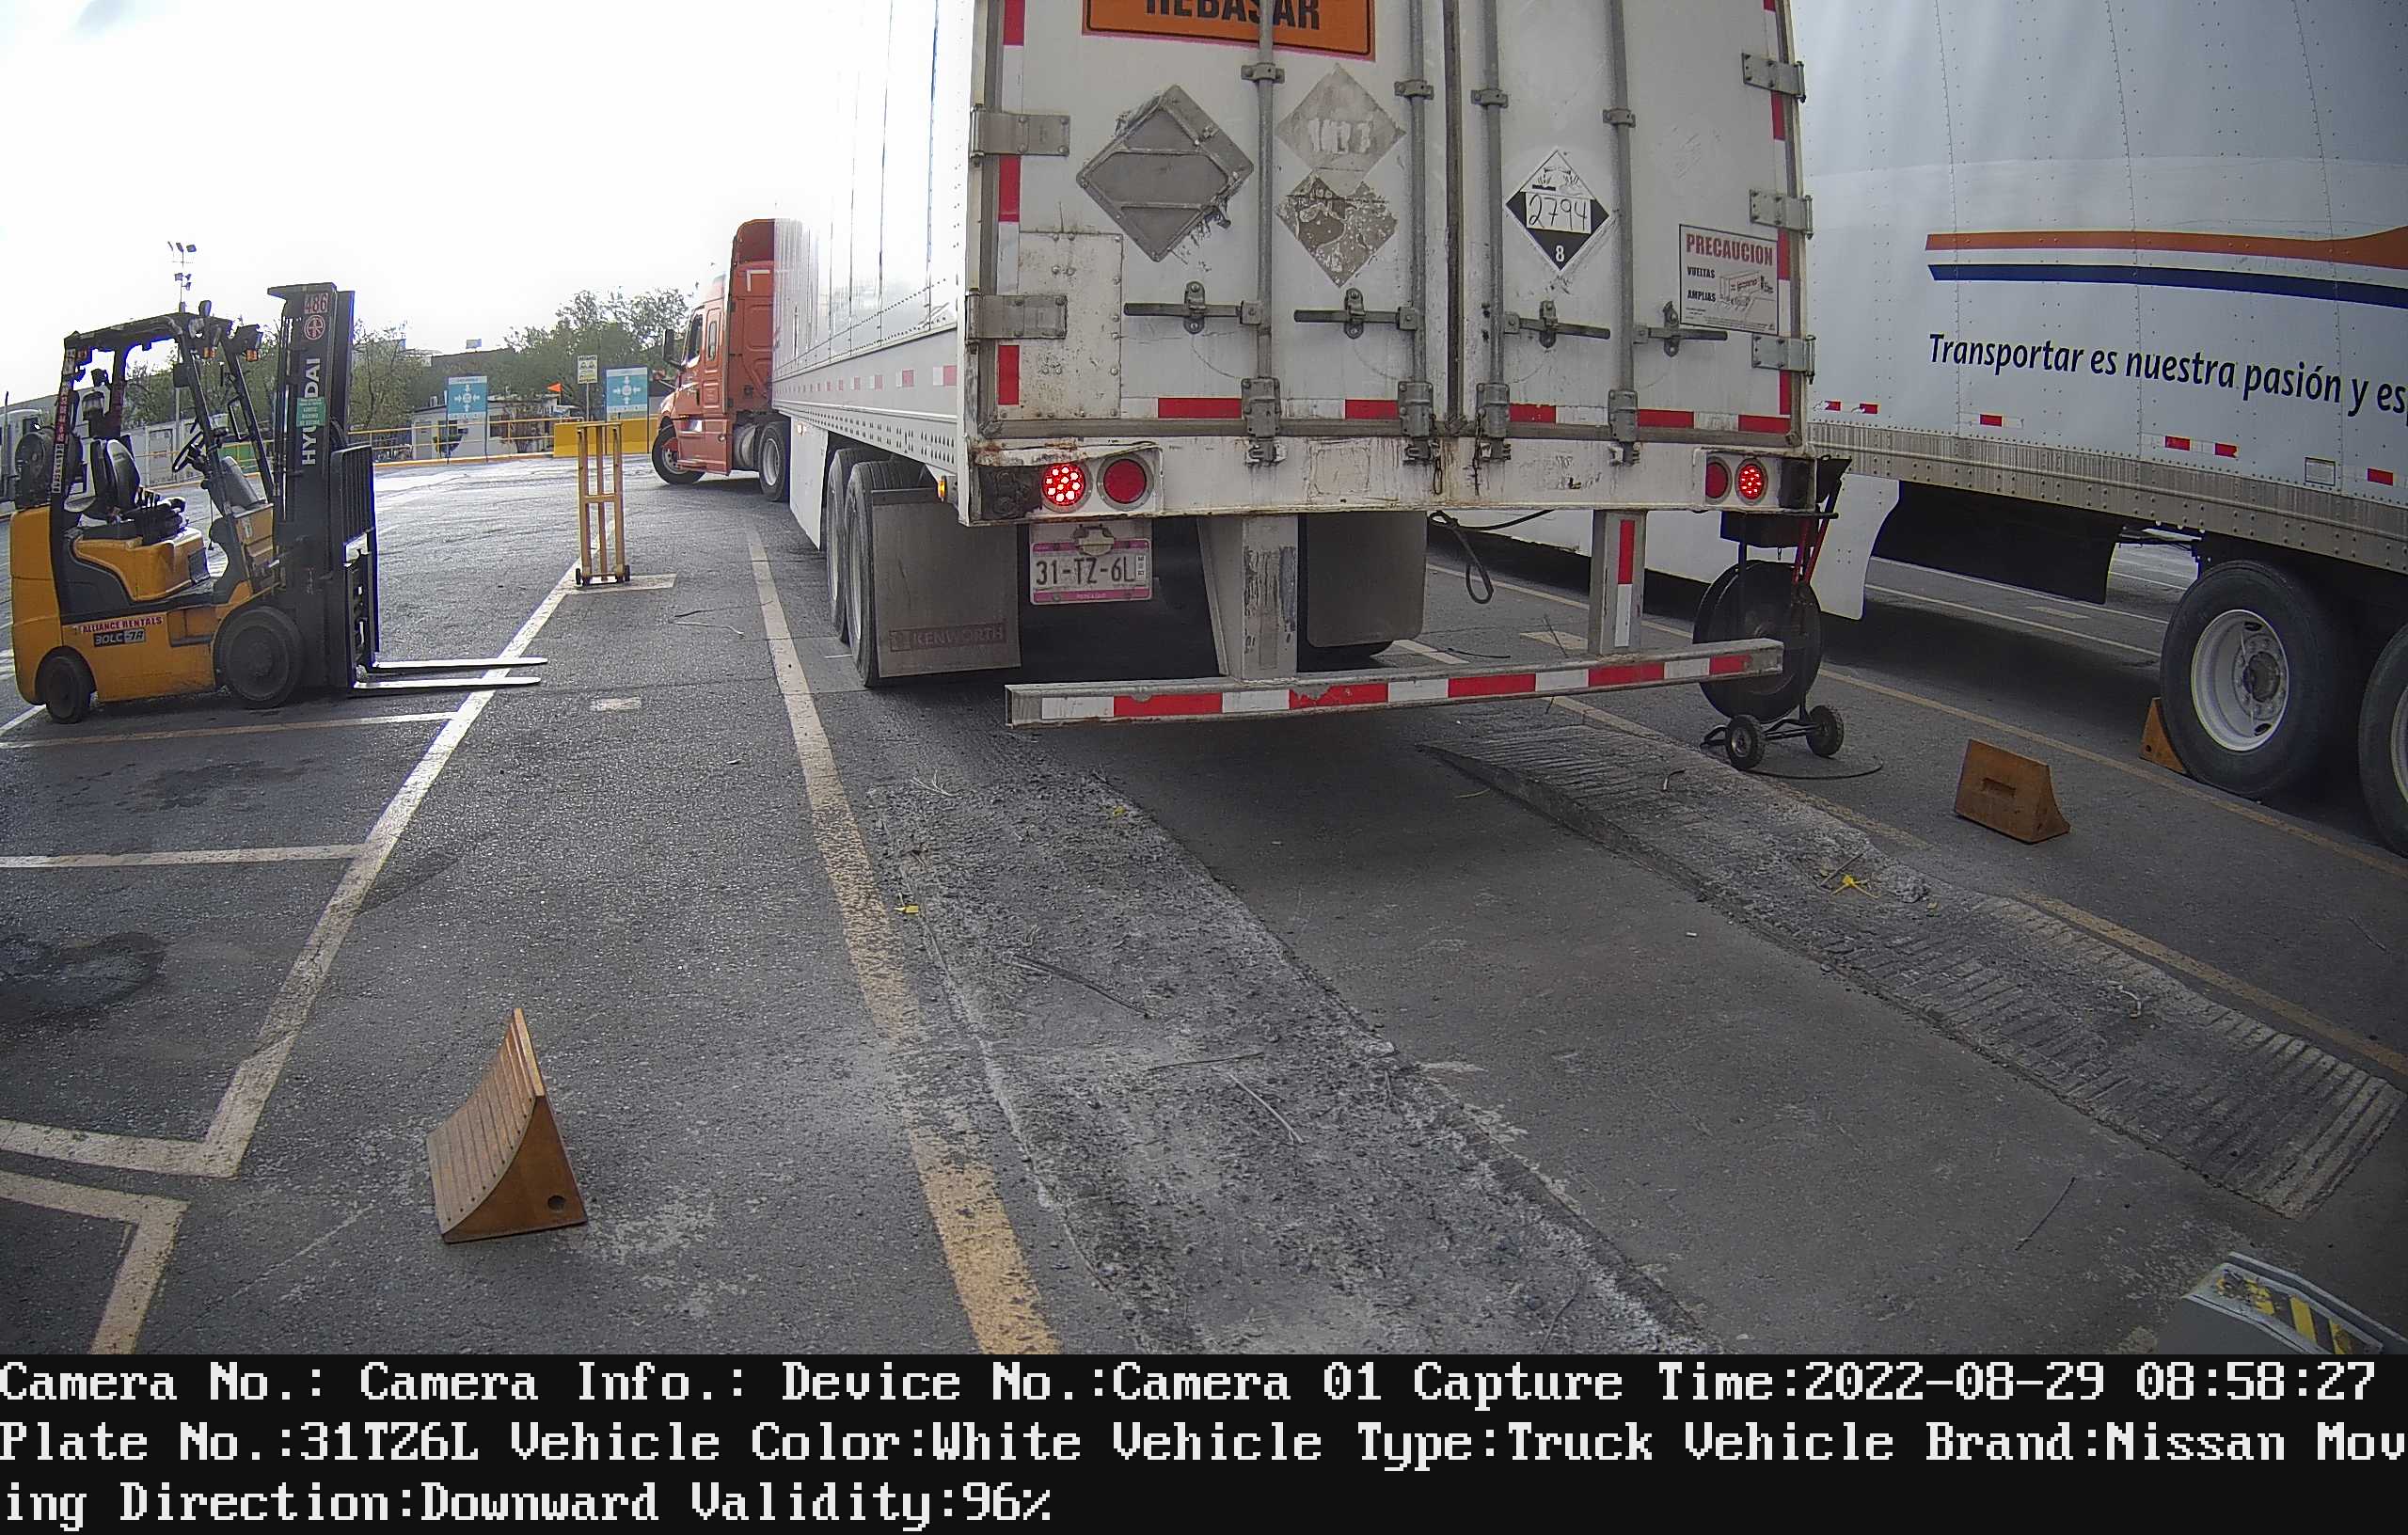 REBASAR
2794
8
PRECAUCION
VUELTAS
AMPLIAS
486
HYUDAI
ALLIANCE RENTALS
30LC-7A
Transportar es nuestra pasión y es
31-TZ-6L
KENWORTH
Camera No.: Camera Info.: Device No.:Camera 01 Capture Time:2022-08-29 08:58:27
Plate No.:31TZ6L Vehicle Color:White Vehicle Type:Truck Vehicle Brand:Nissan Mov
ing Direction:Downward Validity:96%